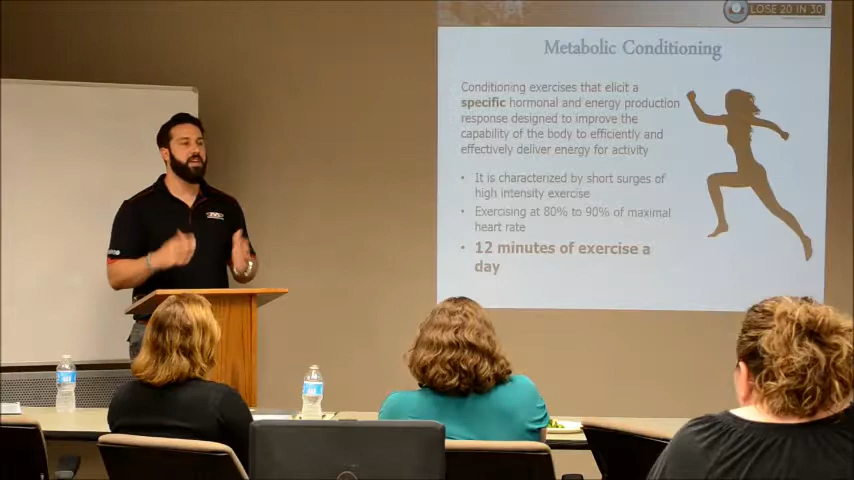 LOSE 20 IN 30
Metabolic Conditioning
Conditioning exercises that elicit a
specific hormonal and energy production
response designed to improve the
capability of the body to efficiently and
effectively deliver energy for activity
• It is characterized by short surges of
high intensity exercise
• Exercising at 80% to 90% of maximal
heart rate
• 12 minutes of exercise a
day